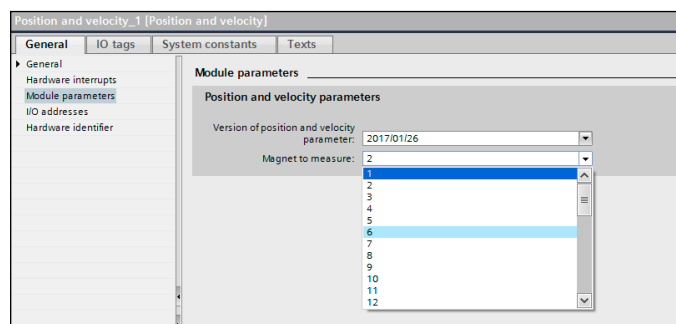 Position and velocity_1 [Position and velocity]
General IO tags System constants Texts
General
Hardware interrupts
Module parameters
I/O addresses
Hardware identifier
Module parameters
Position and velocity parameters
Version of position and velocity
parameter: 2017/01/26
Magnet to measure: 2
1
2
3
4
5
6
7
8
9
10
11
12